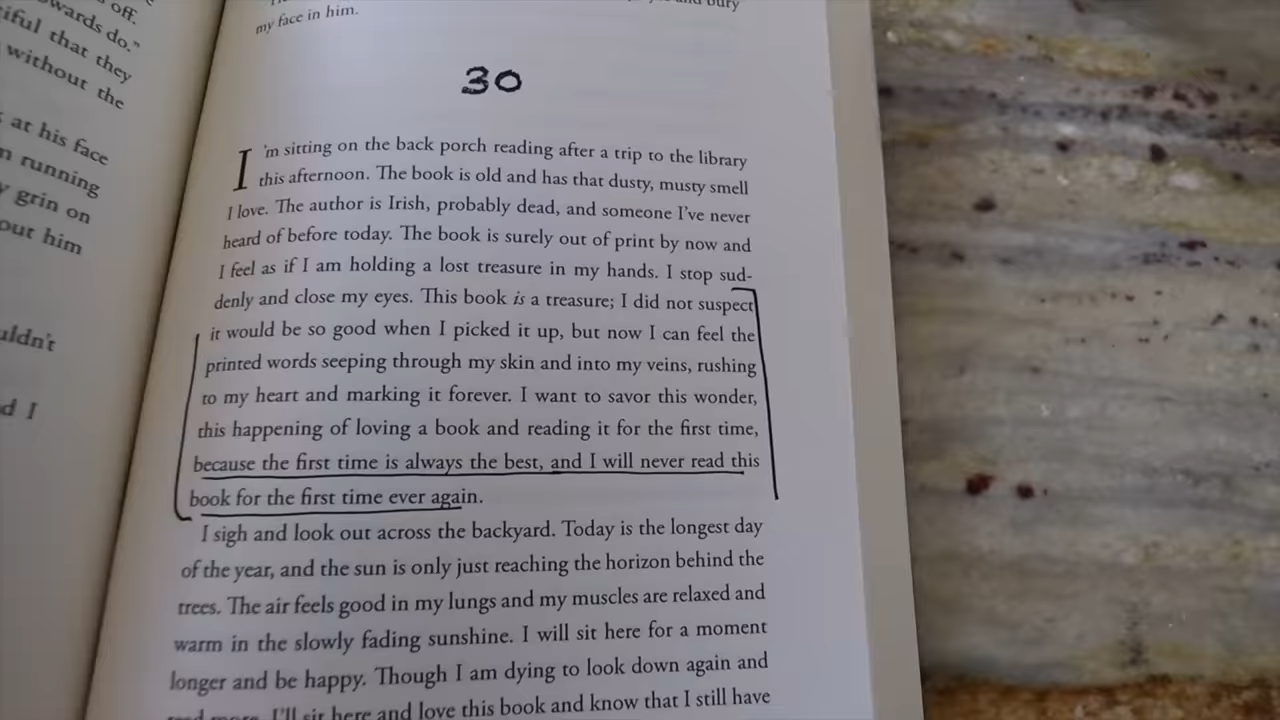 off.
wards do."
iful that they
without the
at his face
running
grin on
out him
uldn't
d I
my face in him.
30
I'm sitting on the back porch reading after a trip to the library
this afternoon. The book is old and has that dusty, musty smell
I love. The author is Irish, probably dead, and someone I've never
heard of before today. The book is surely out of print by now and
I feel as if I am holding a lost treasure in my hands. I stop sud-
denly and close my eyes. This book is a treasure; I did not suspect
it would be so good when I picked it up, but now I can feel the
printed words seeping through my skin and into my veins, rushing
to my heart and marking it forever. I want to savor this wonder,
this happening of loving a book and reading it for the first time,
because the first time is always the best, and I will never read this
book for the first time ever again.
I sigh and look out across the backyard. Today is the longest day
of the year, and the sun is only just reaching the horizon behind the
trees. The air feels good in my lungs and my muscles are relaxed and
warm in the slowly fading sunshine. I will sit here for a moment
longer and be happy. Though I am dying to look down again and
read more, I'll sit here and love this book and know that I still have